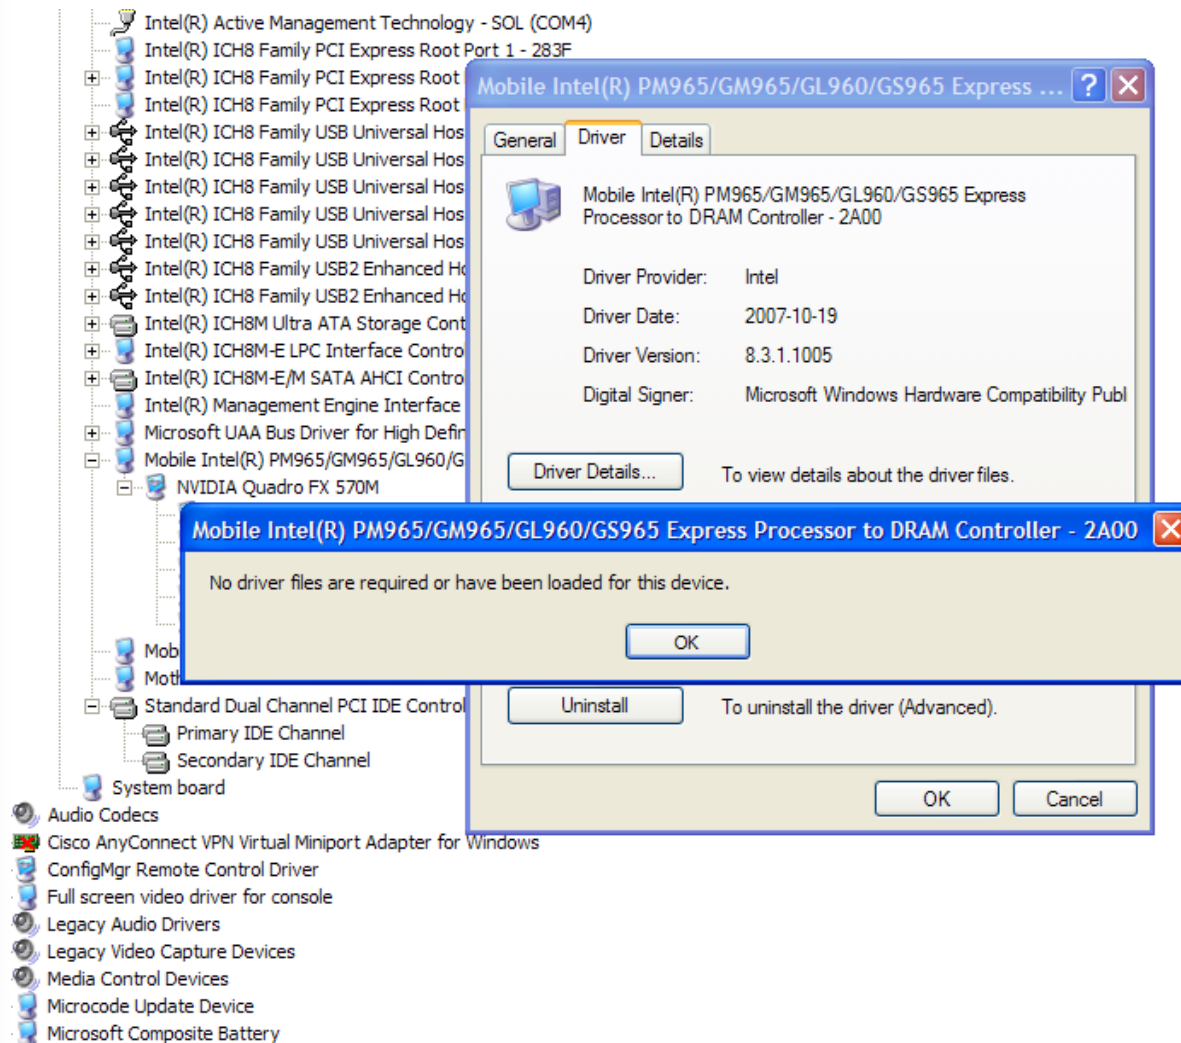 Intel(R) Active Management Technology - SOL (COM4)
Intel(R) ICH8 Family PCI Express Root Port 1 - 283F
Intel(R) ICH8 Family PCI Express Root
Intel(R) ICH8 Family PCI Express Root
Intel(R) ICH8 Family USB Universal Hos
Intel(R) ICH8 Family USB Universal Hos
Intel(R) ICH8 Family USB Universal Hos
Intel(R) ICH8 Family USB Universal Hos
Intel(R) ICH8 Family USB Universal Hos
Intel(R) ICH8 Family USB2 Enhanced Ho
Intel(R) ICH8 Family USB2 Enhanced Ho
Intel(R) ICH8M Ultra ATA Storage Cont
Intel(R) ICH8M-E LPC Interface Contro
Intel(R) ICH8M-E/M SATA AHCI Contro
Intel(R) Management Engine Interface
Microsoft UAA Bus Driver for High Defin
Mobile Intel(R) PM965/GM965/GL960/G
NVIDIA Quadro FX 570M
Mob
Moth
Standard Dual Channel PCI IDE Control
Primary IDE Channel
Secondary IDE Channel
System board
Audio Codecs
Cisco AnyConnect VPN Virtual Miniport Adapter for Windows
ConfigMgr Remote Control Driver
Full screen video driver for console
Legacy Audio Drivers
Legacy Video Capture Devices
Media Control Devices
Microcode Update Device
Microsoft Composite Battery
Mobile Intel(R) PM965/GM965/GL960/GS965 Express ...
General Driver Details
Mobile Intel(R) PM965/GM965/GL960/GS965 Express
Processor to DRAM Controller - 2A00
Driver Provider: Intel
Driver Date: 2007-10-19
Driver Version: 8.3.1.1005
Digital Signer: Microsoft Windows Hardware Compatibility Publ
Driver Details... To view details about the driver files.
Mobile Intel(R) PM965/GM965/GL960/GS965 Express Processor to DRAM Controller - 2A00
No driver files are required or have been loaded for this device.
OK
Uninstall To uninstall the driver (Advanced).
OK Cancel